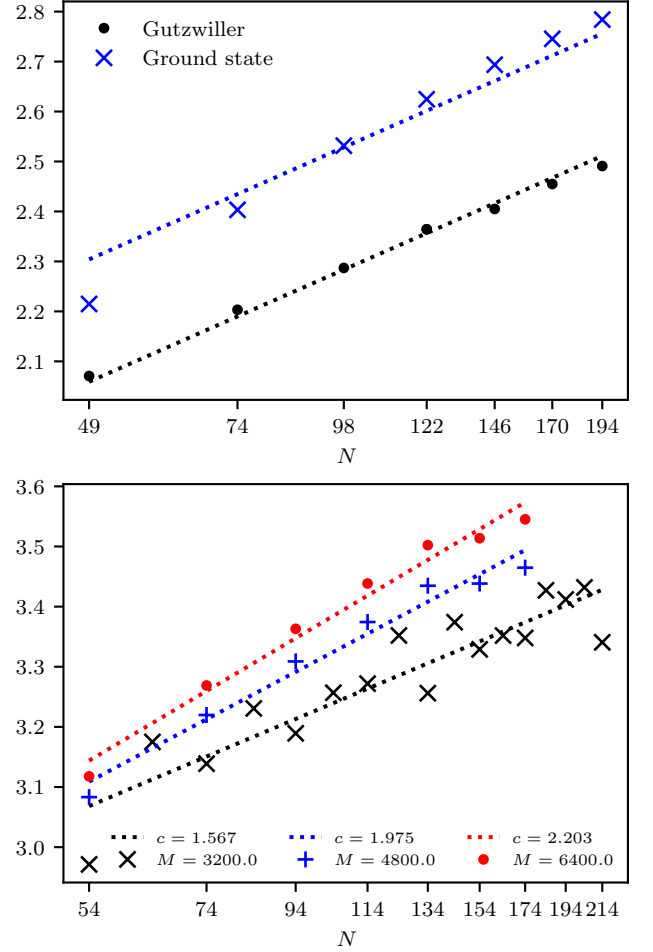 2.8
Gutzwiller
Ground state
2.7
2.6
2.5
2.4
2.3
2.2
2.1
49 74 98 122 146 170 194
N
3.6
3.5
3.4
3.3
3.2
3.1
3.0
c = 1.567 c = 1.975 c = 2.203
M = 3200.0 M = 4800.0 M = 6400.0
54 74 94 114 134 154 174 194 214
N